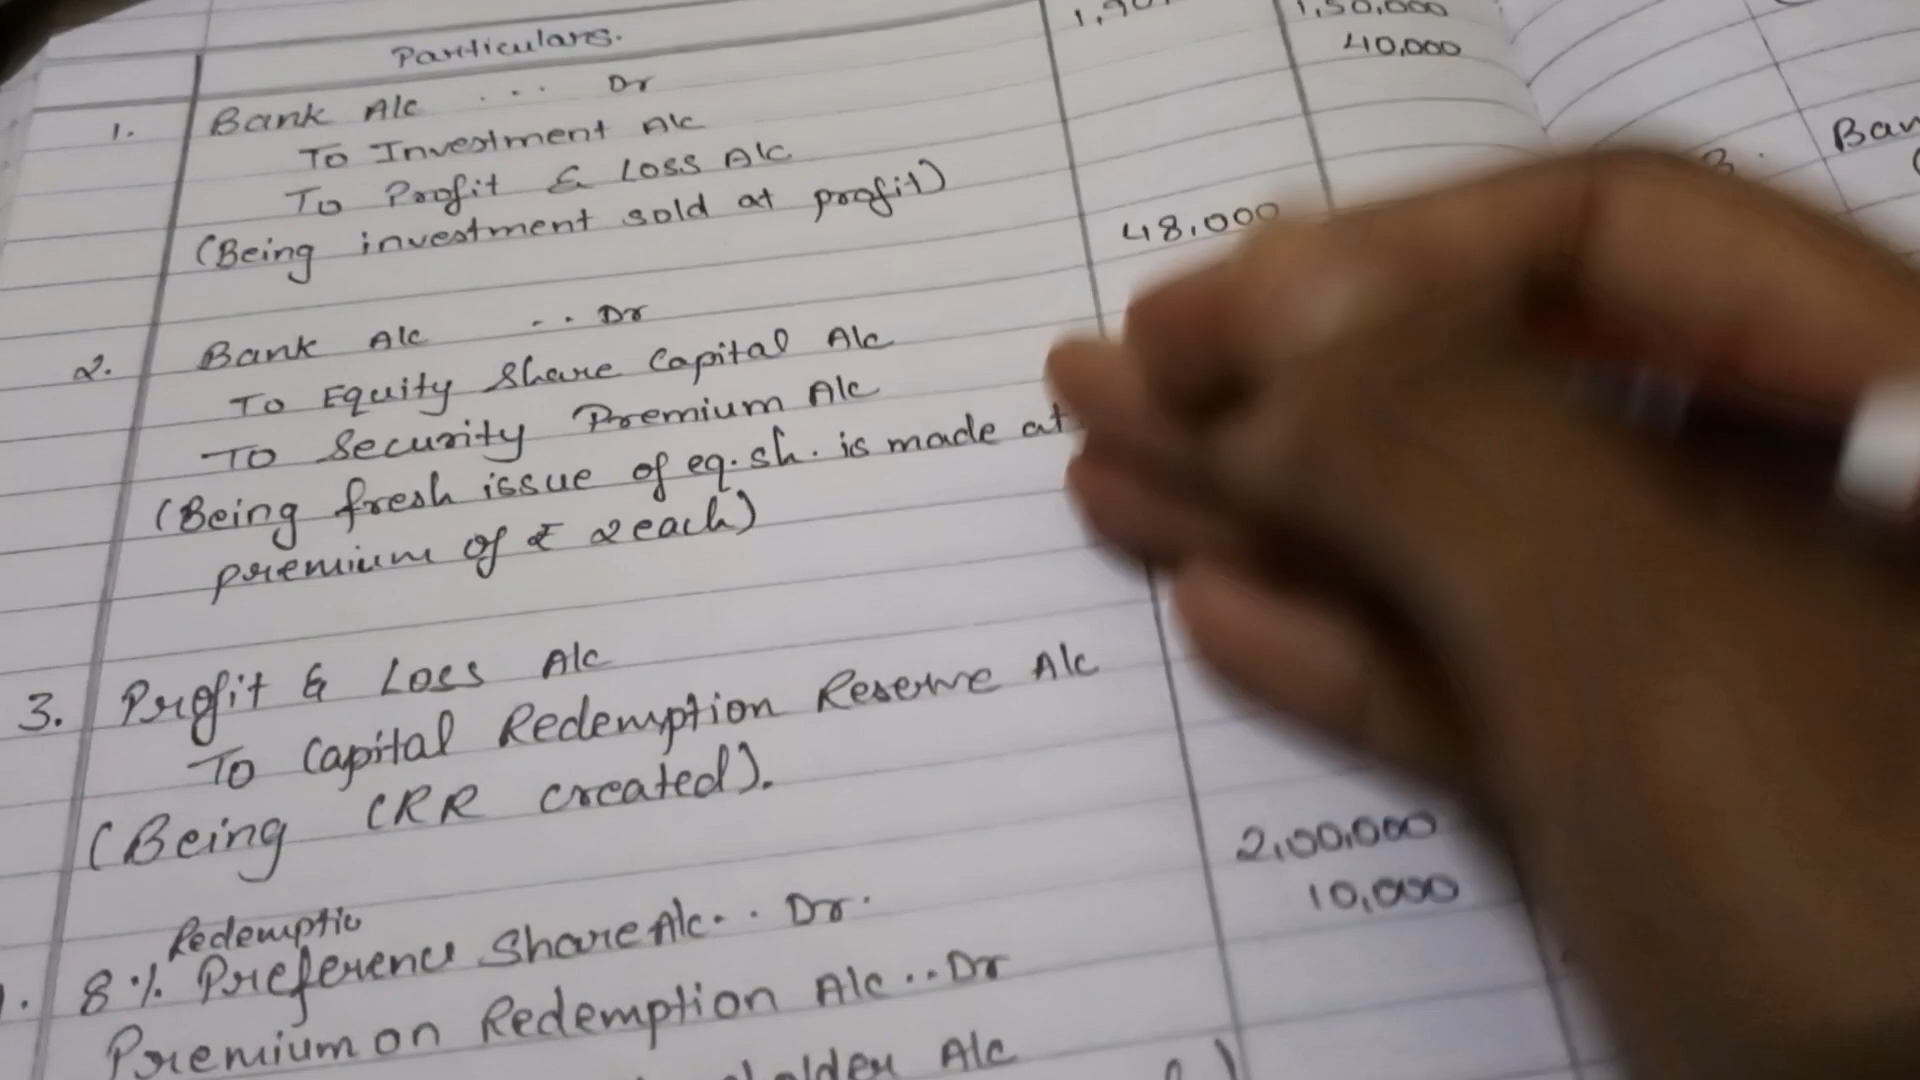 Particulars.
1,50,000
40,000
1. Bank A/c ... Dr
To Investment A/c
To Profit & Loss A/c
(Being investment sold at profit)
48,000
2. Bank A/c .. Dr
To Equity Share Capital A/c
To Security Premium A/c
(Being fresh issue of eq. sh. is made at
premium of ₹ 2 each)
3. Profit & Loss A/c
To Capital Redemption Reserve A/c
(Being CRR created).
2,00,000
10,000
Redemptio
8% Preference Share A/c.. Dr.
Premium on Redemption A/c .. Dr
A/c
3.